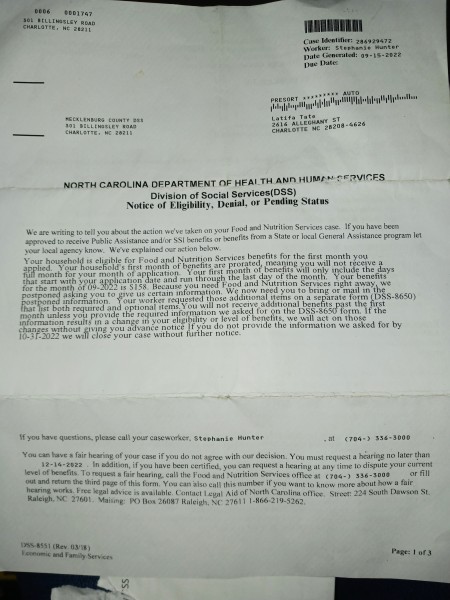 0006 0001747
501 BILLINGSLEY ROAD
CHARLOTTE, NC 28211
Case Identifier: 286929472
Worker: Stephanie Hunter
Date Generated: 09-15-2022
Due Date:
PRESORT ********* AUTO
Latifa Tate
2614 ALLEGHANY ST
CHARLOTTE NC 28208-4626
MECKLENBURG COUNTY DSS
501 BILLINGSLEY ROAD
CHARLOTTE, NC 28211
NORTH CAROLINA DEPARTMENT OF HEALTH AND HUMAN SERVICES
Division of Social Services(DSS)
Notice of Eligibility, Denial, or Pending Status
We are writing to tell you about the action we've taken on your Food and Nutrition Services case. If you have been
approved to receive Public Assistance and/or SSI benefits or benefits from a State or local General Assistance program let
your local agency know. We've explained our action below.
Your household is eligible for Food and Nutrition Services benefits for the first month you
applied. Your household's first month of benefits are prorated, meaning you will not receive a
full month for your month of application. Your first month of benefits will only include the days
that start with your application date and run through the last day of the month. Your benefits
for the month of 09-2022 is $158. Because you need Food and Nutrition Services right away, we
postponed asking you to give us certain information. We now need you to bring or mail in the
postponed information. Your worker requested those additional items on a separate form (DSS-8650)
that list both required and optional items.You will not receive additional benefits past the first
month unless you provide the required information we asked for on the DSS-8650 form. If the
information results in a change in your eligibility or level of benefits, we will act on those
changes without giving you advance notice If you do not provide the information we asked for by
10-31-2022 we will close your case without further notice.
If you have questions, please call your caseworker, Stephanie Hunter , at (704-) 336-3000
You can have a fair hearing of your case if you do not agree with our decision. You must request a hearing no later than
12-14-2022 . In addition, if you have been certified, you can request a hearing at any time to dispute your current
level of benefits. To request a fair hearing, call the Food and Nutrition Services office at (704-) 336-3000 or fill
out and return the third page of this form. You can also call this number if you want to know more about how a fair
hearing works. Free legal advice is available. Contact Legal Aid of North Carolina office. Street: 224 South Dawson St.
Raleigh, NC 27601. Mailing: PO Box 26087 Raleigh, NC 27611 1-866-219-5262.
DSS-8551 (Rev. 03/18)
Economic and Family Services
Page: 1 of 3
SS